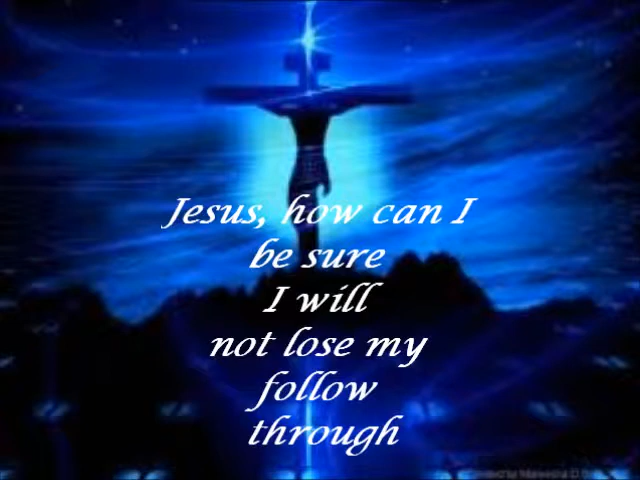 Jesus, how can I
be sure
I will
not lose my
follow
through